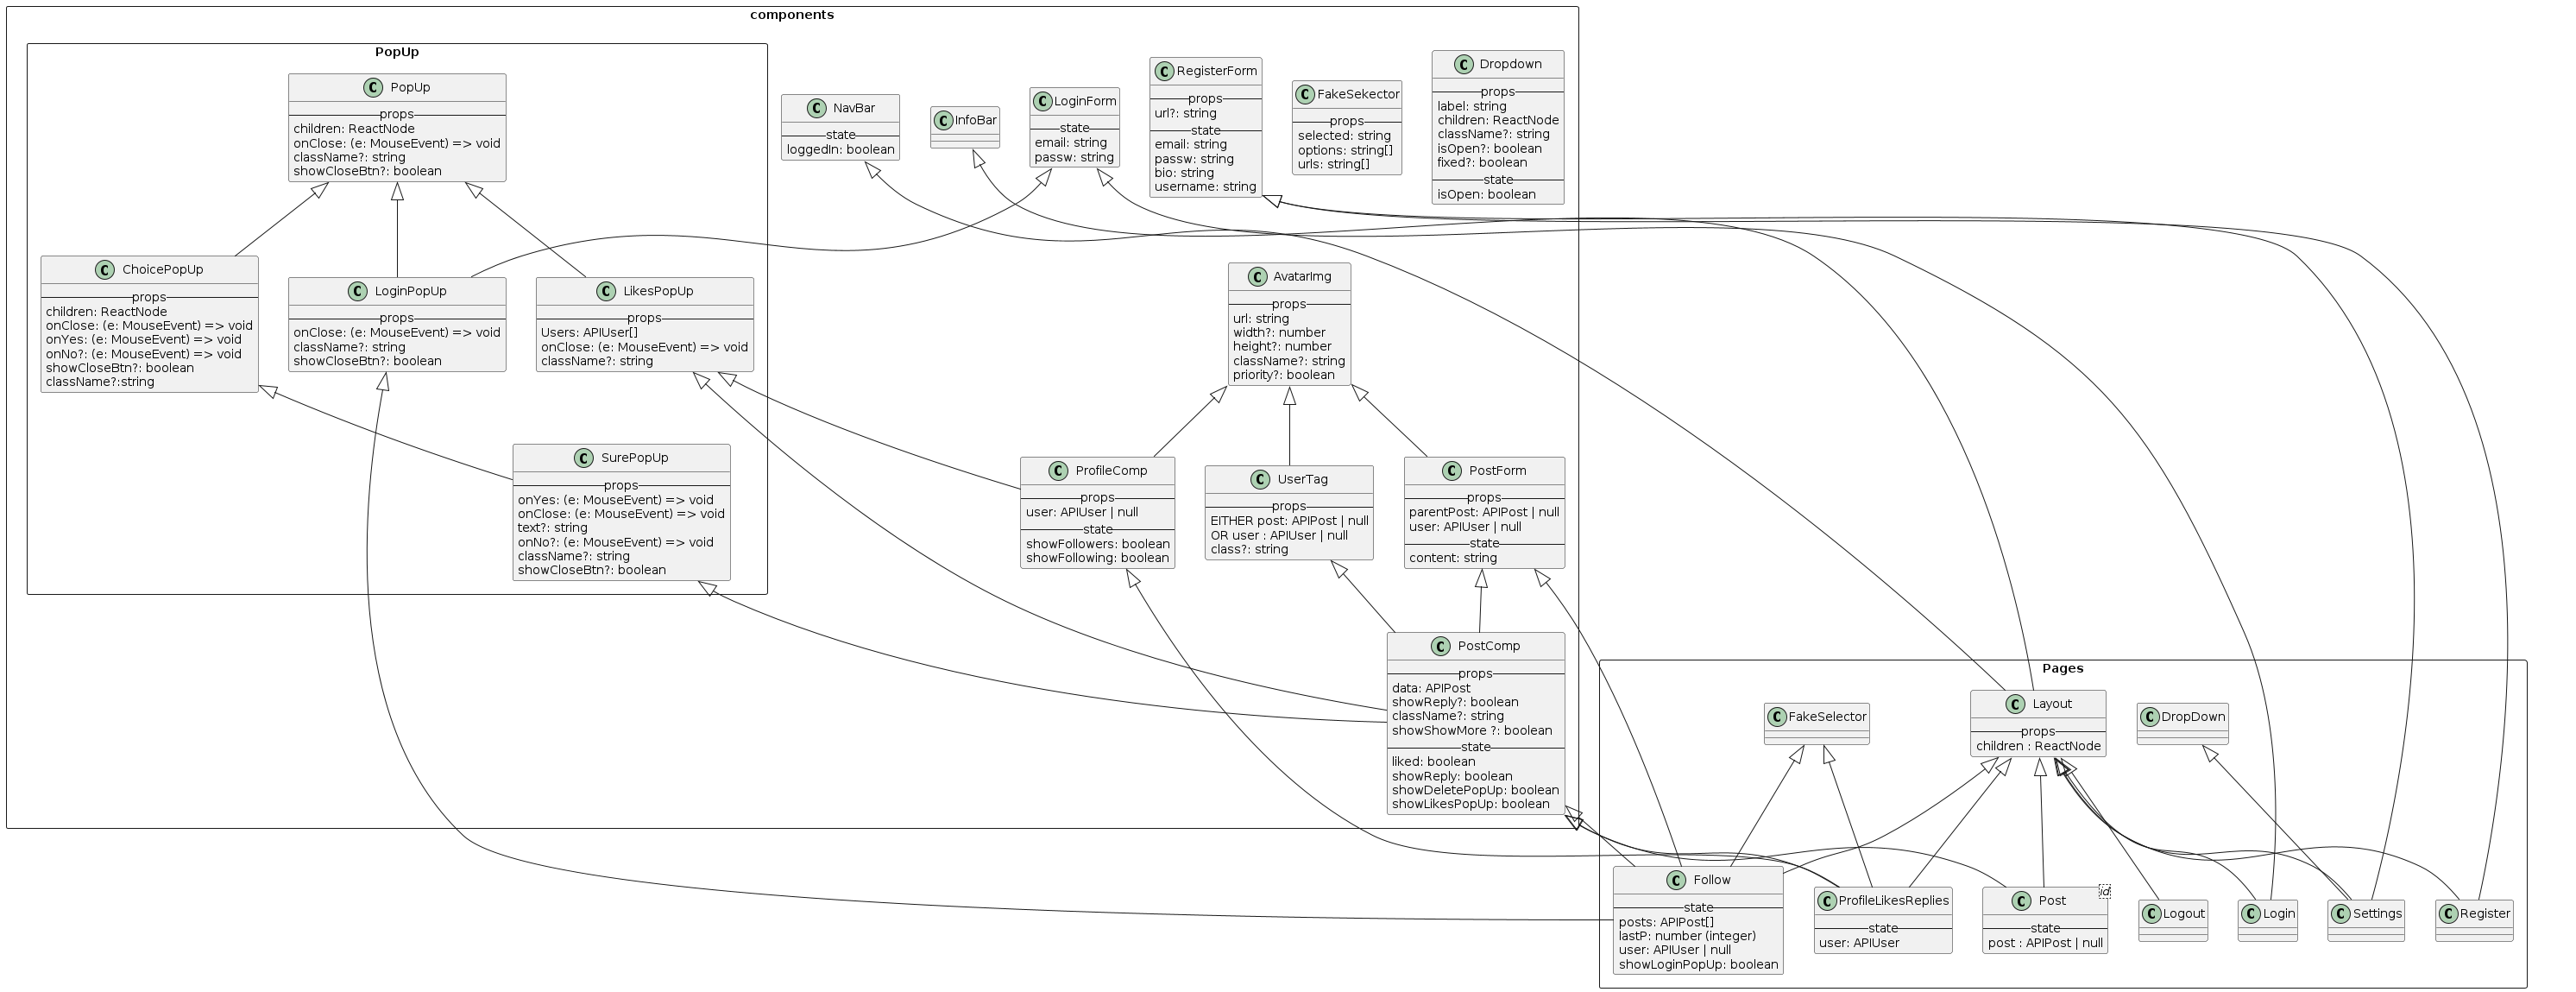 components
PopUp
C PopUp
props
children: ReactNode
onClose: (e: MouseEvent) => void
className?: string
showCloseBtn?: boolean
C ChoicePopUp
props
children: ReactNode
onClose: (e: MouseEvent) => void
onYes: (e: MouseEvent) => void
onNo?: (e: MouseEvent) => void
showCloseBtn?: boolean
className?:string
C LoginPopUp
props
onClose: (e: MouseEvent) => void
className?: string
showCloseBtn?: boolean
C LikesPopUp
props
Users: APIUser[]
onClose: (e: MouseEvent) => void
className?: string
C SurePopUp
props
onYes: (e: MouseEvent) => void
onClose: (e: MouseEvent) => void
text?: string
onNo?: (e: MouseEvent) => void
className?: string
showCloseBtn?: boolean
C NavBar
state
loggedIn: boolean
C InfoBar
C LoginForm
state
email: string
passw: string
C RegisterForm
props
url?: string
state
email: string
passw: string
bio: string
username: string
C FakeSekector
props
selected: string
options: string[]
urls: string[]
C Dropdown
props
label: string
children: ReactNode
className?: string
isOpen?: boolean
fixed?: boolean
state
isOpen: boolean
C AvatarImg
props
url: string
width?: number
height?: number
className?: string
priority?: boolean
C ProfileComp
props
user: APIUser | null
state
showFollowers: boolean
showFollowing: boolean
C UserTag
props
EITHER post: APIPost | null
OR user : APIUser | null
class?: string
C PostForm
props
parentPost: APIPost | null
user: APIUser | null
state
content: string
C PostComp
props
data: APIPost
showReply?: boolean
className?: string
showShowMore ?: boolean
state
liked: boolean
showReply: boolean
showDeletePopUp: boolean
showLikesPopUp: boolean
Pages
C FakeSelector
C Layout
props
children : ReactNode
C DropDown
C Follow
state
posts: APIPost[]
lastP: number (integer)
user: APIUser | null
showLoginPopUp: boolean
C ProfileLikesReplies
state
user: APIUser
C Post
id
state
post : APIPost | null
C Logout
C Login
C Settings
C Register